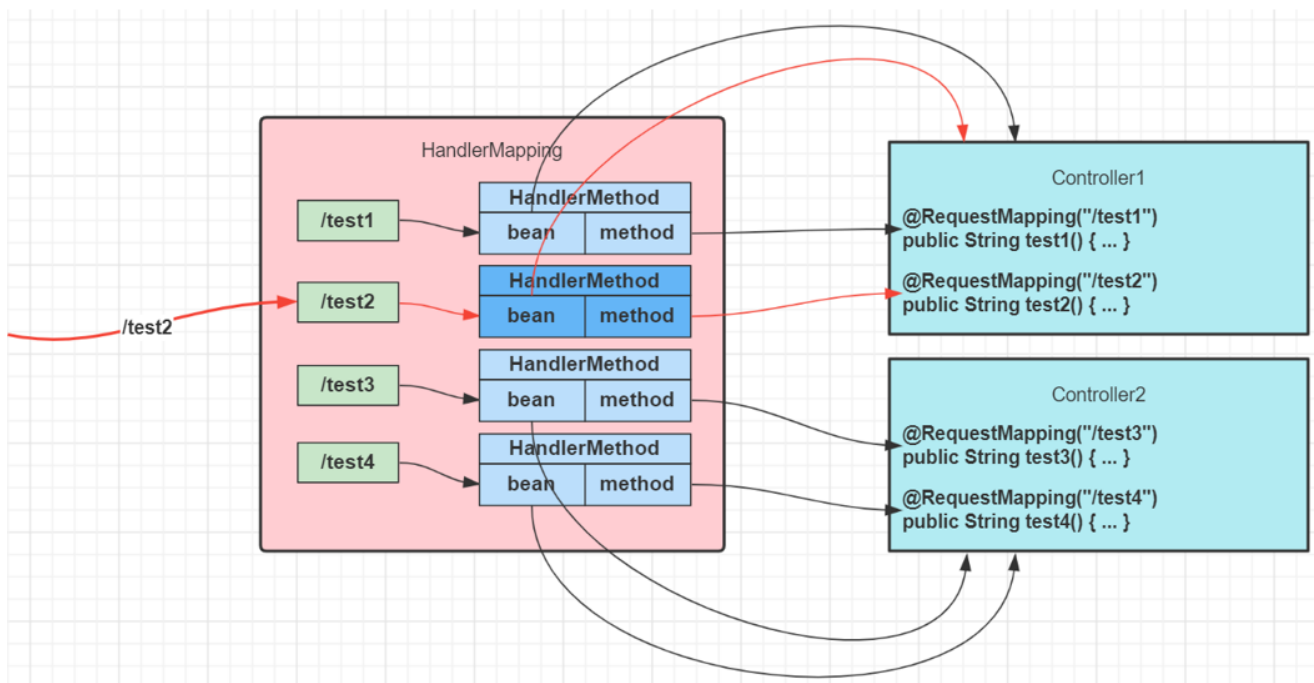 HandlerMapping
/test1
HandlerMethod
bean method
/test2
/test2
HandlerMethod
bean method
/test3
HandlerMethod
bean method
/test4
HandlerMethod
bean method
Controller1
@RequestMapping("/test1")
public String test1() { ... }
@RequestMapping("/test2")
public String test2() { ... }
Controller2
@RequestMapping("/test3")
public String test3() { ... }
@RequestMapping("/test4")
public String test4() { ... }